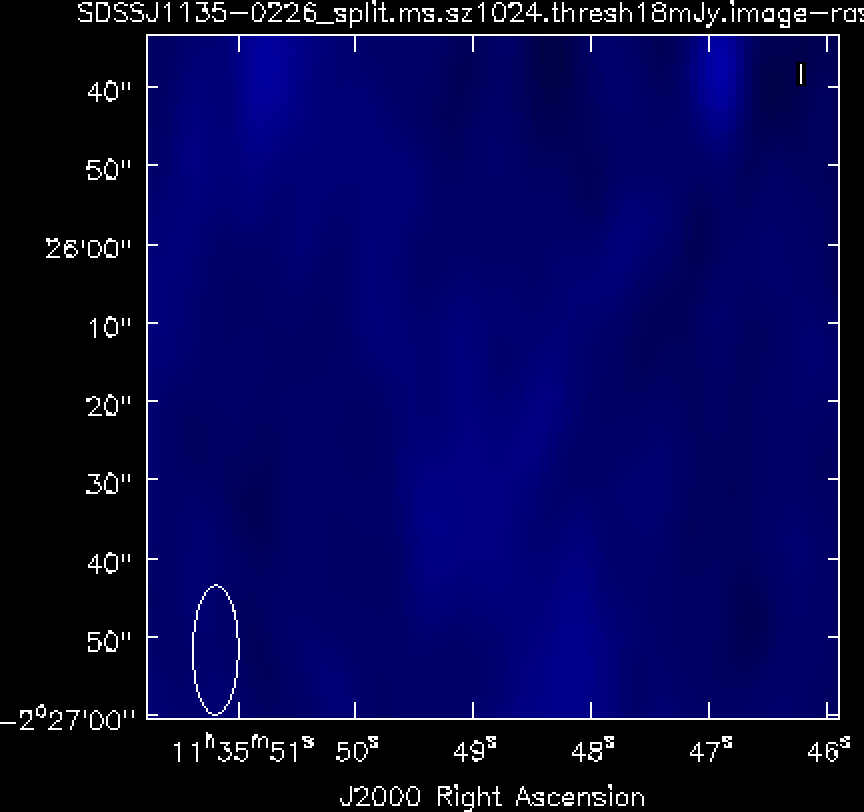 SDSSJ1135-0226_split.ms.sz1024.thresh18mJy.image-ras
I
40"
50"
26'00"
10"
20"
30"
40"
50"
-2°27'00"
11ʰ35ᵐ51ˢ 50ˢ 49ˢ 48ˢ 47ˢ 46ˢ
J2000 Right Ascension